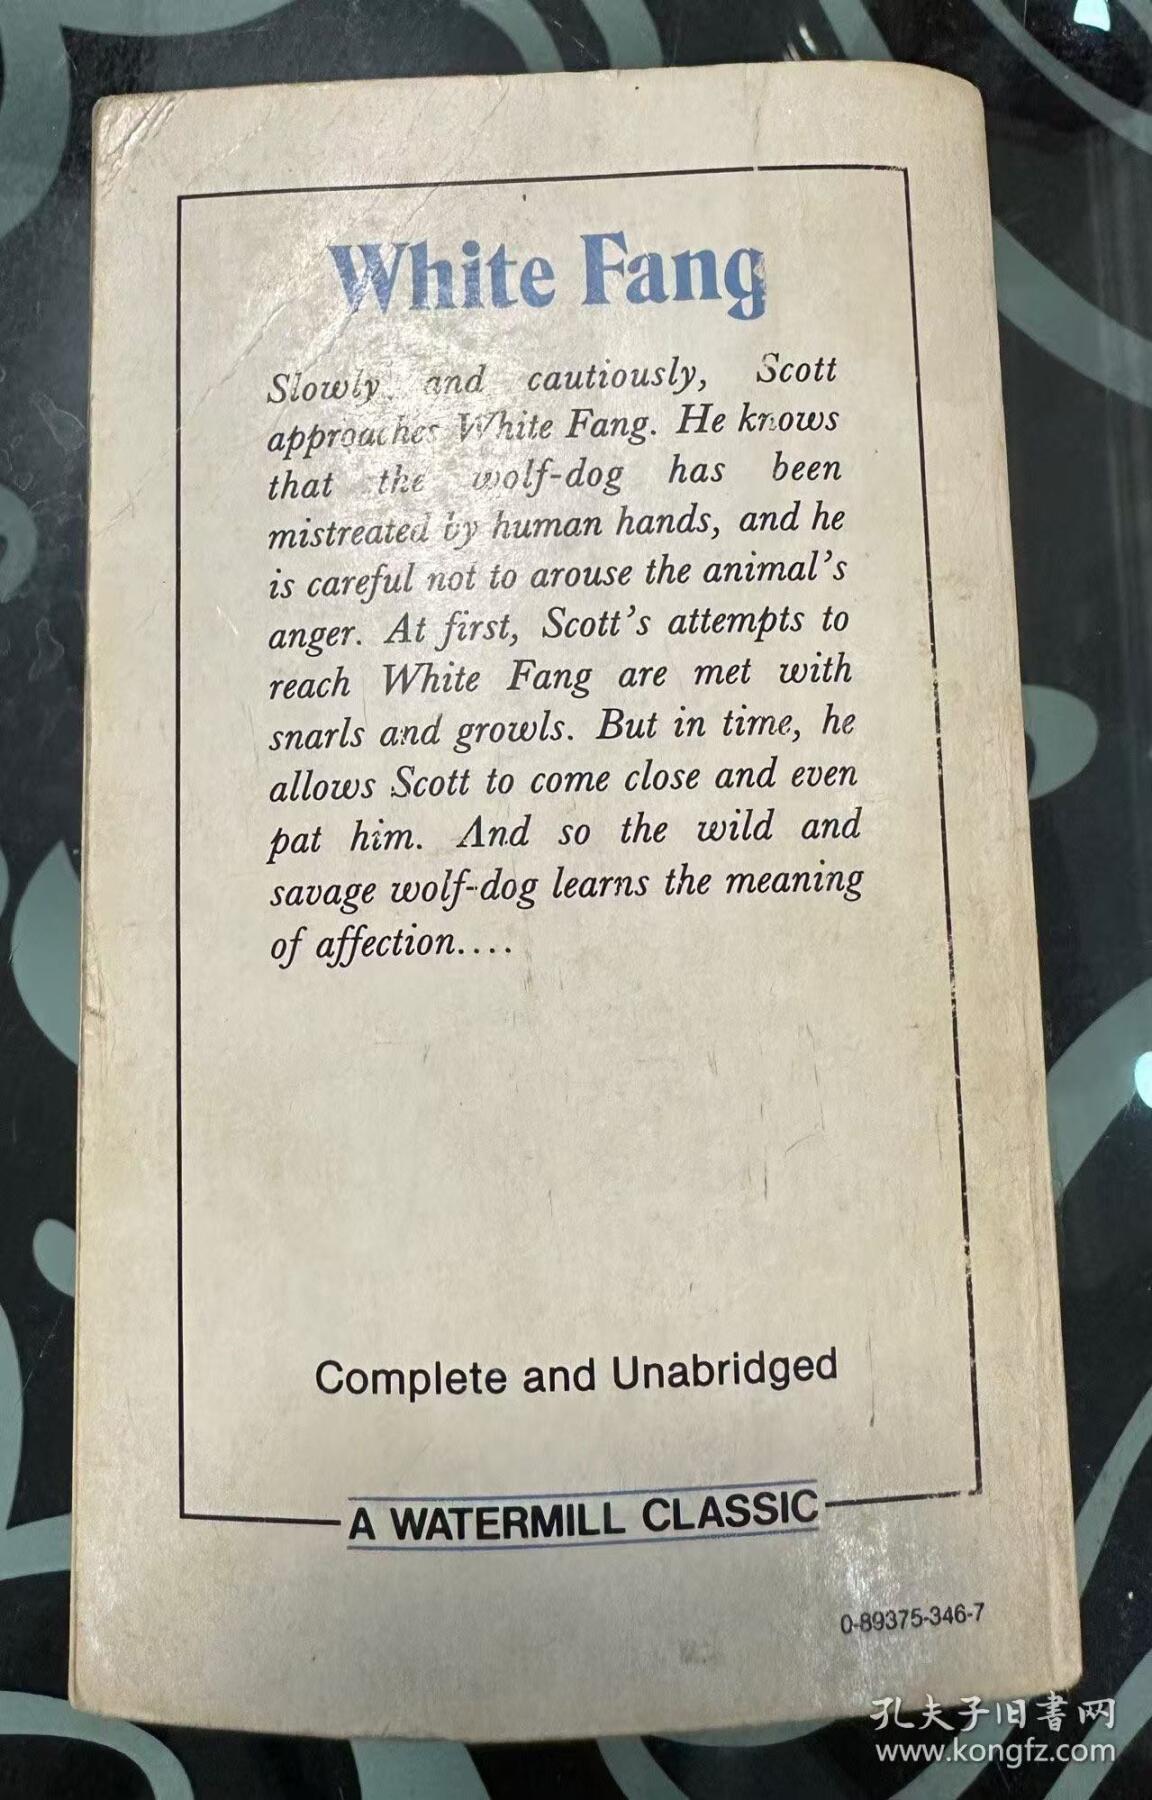 White Fang
Slowly and cautiously, Scott
approaches White Fang. He knows
that the wolf-dog has been
mistreated by human hands, and he
is careful not to arouse the animal's
anger. At first, Scott's attempts to
reach White Fang are met with
snarls and growls. But in time, he
allows Scott to come close and even
pat him. And so the wild and
savage wolf-dog learns the meaning
of affection....
Complete and Unabridged
A WATERMILL CLASSIC
0-89375-346-7
孔夫子旧書网
www.kongfz.com